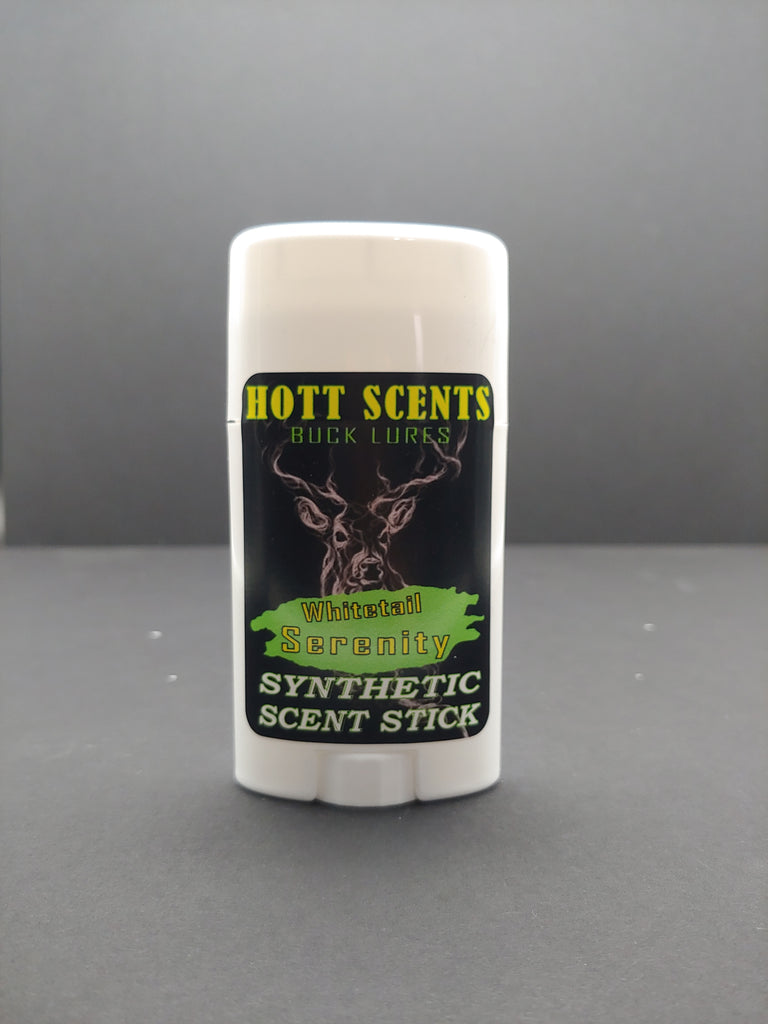 HOTT SCENTS
BUCK LURES
Whitetail
Serenity
SYNTHETIC
SCENT STICK